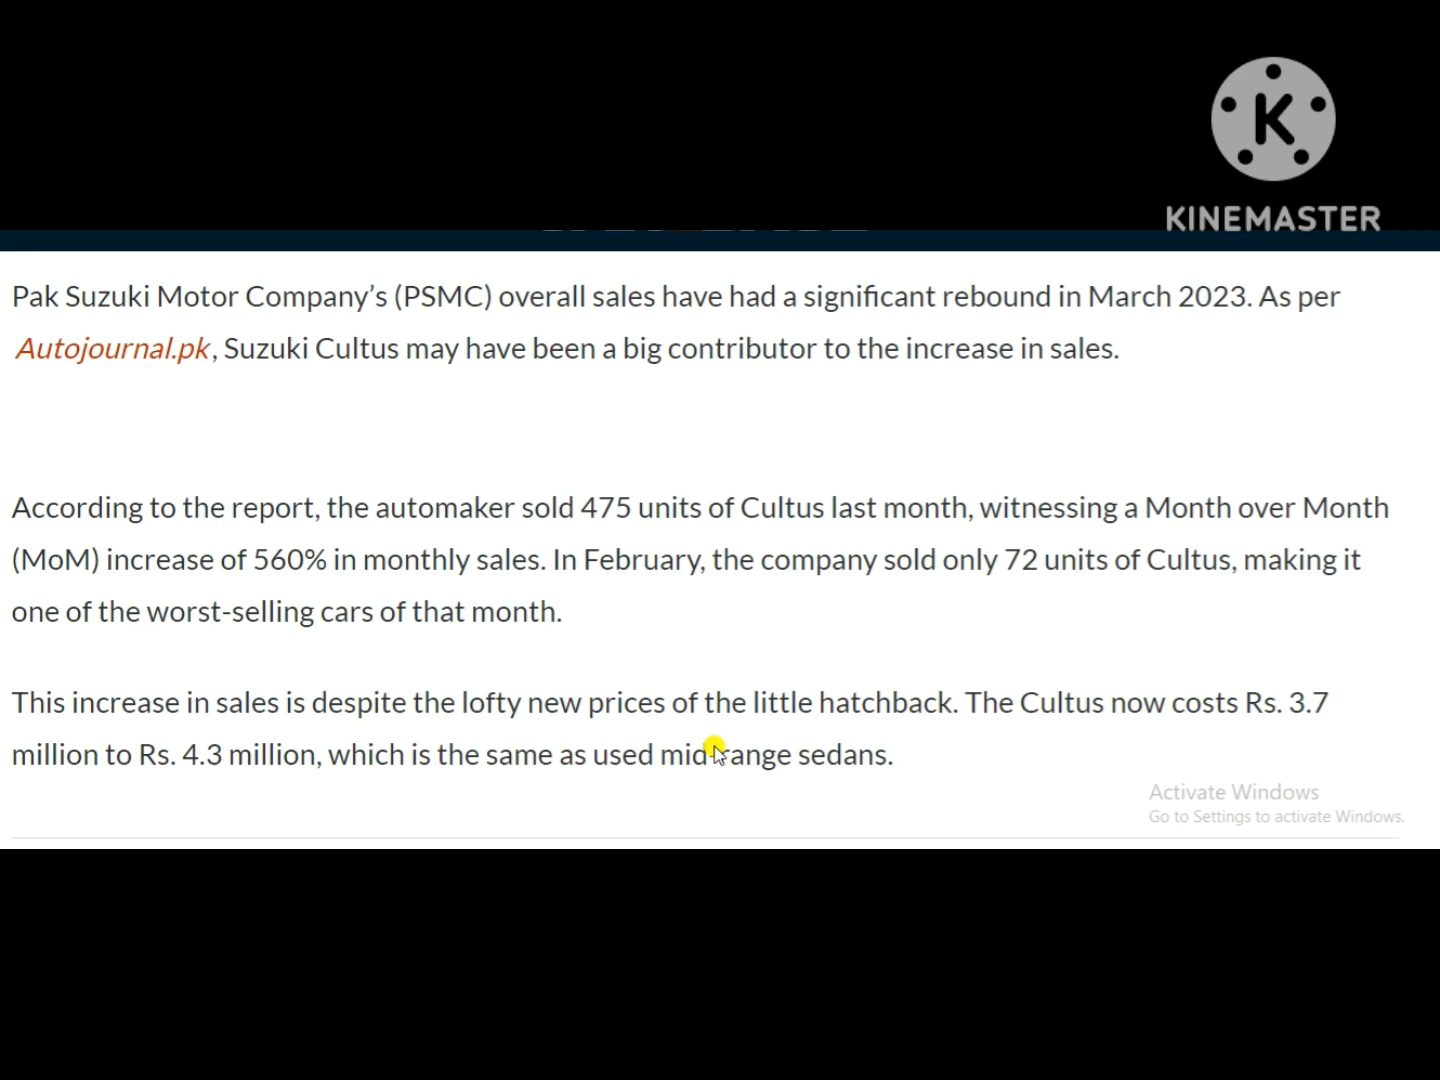 K
KINEMASTER
Pak Suzuki Motor Company’s (PSMC) overall sales have had a significant rebound in March 2023. As per
Autojournal.pk, Suzuki Cultus may have been a big contributor to the increase in sales.
According to the report, the automaker sold 475 units of Cultus last month, witnessing a Month over Month
(MoM) increase of 560% in monthly sales. In February, the company sold only 72 units of Cultus, making it
one of the worst-selling cars of that month.
This increase in sales is despite the lofty new prices of the little hatchback. The Cultus now costs Rs. 3.7
million to Rs. 4.3 million, which is the same as used mid-range sedans.
Activate Windows
Go to Settings to activate Windows.